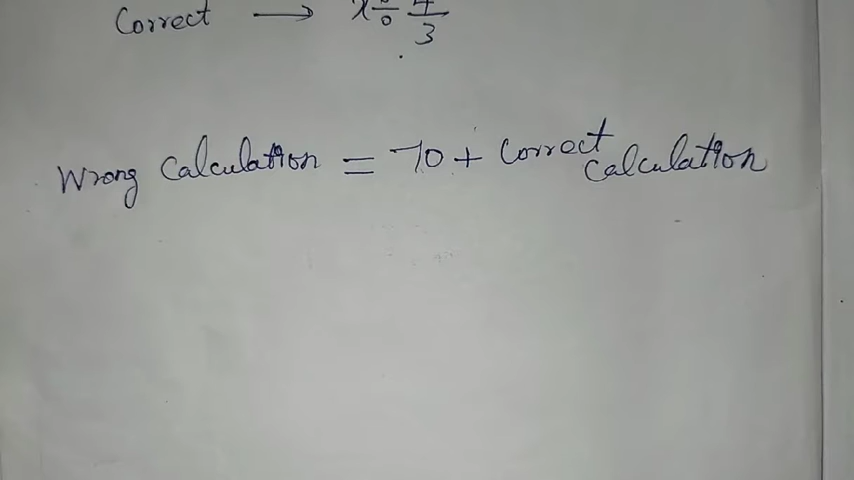 Correct → x ÷ 4/3
Wrong Calculation = 70 + Correct Calculation